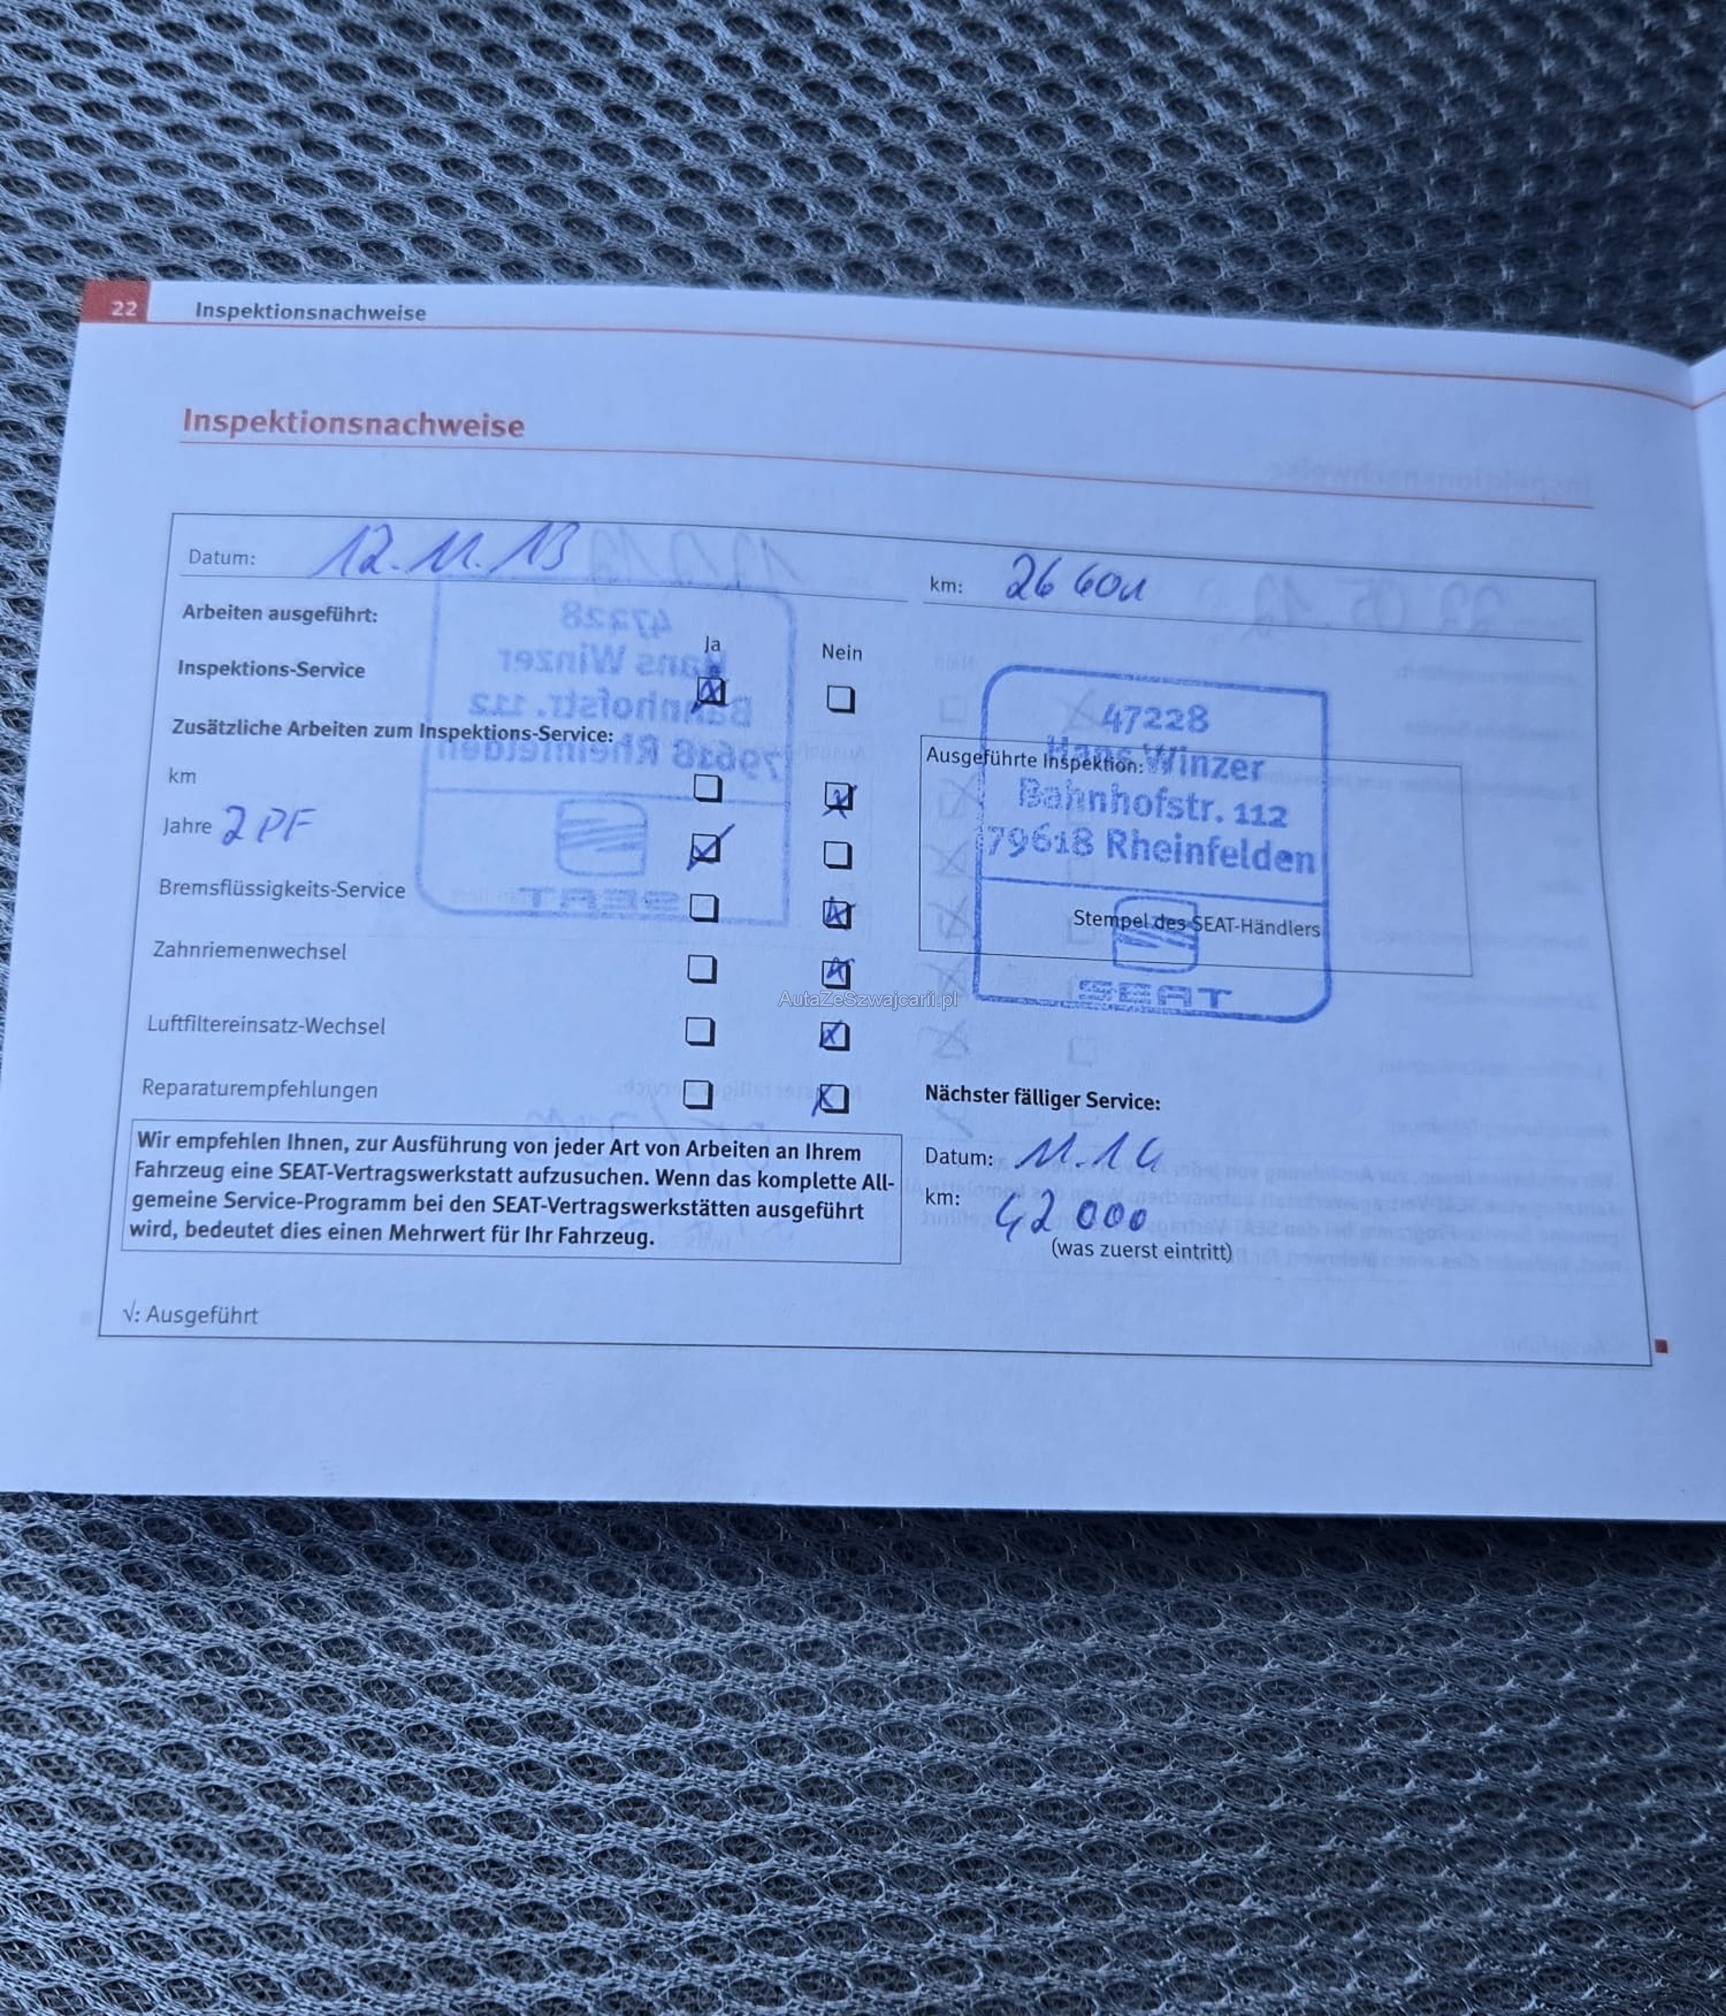 22 Inspektionsnachweise
Inspektionsnachweise
Datum: 12.11.13
km: 26 601
Arbeiten ausgeführt:
Ja Nein
Inspektions-Service
Zusätzliche Arbeiten zum Inspektions-Service:
km
Jahre 2 PF
Bremsflüssigkeits-Service
Zahnriemenwechsel
Luftfiltereinsatz-Wechsel
Reparaturempfehlungen
Wir empfehlen Ihnen, zur Ausführung von jeder Art von Arbeiten an Ihrem
Fahrzeug eine SEAT-Vertragswerkstatt aufzusuchen. Wenn das komplette All-
gemeine Service-Programm bei den SEAT-Vertragswerkstätten ausgeführt
wird, bedeutet dies einen Mehrwert für Ihr Fahrzeug.
√: Ausgeführt
47228
Ausgeführte Inspektion:
Hans Winzer
Bahnhofstr. 112
79618 Rheinfelden
Stempel des SEAT-Händlers
SEAT
AutaZeSzwajcarii.pl
Nächster fälliger Service:
Datum: 11.14
km: 42 000
(was zuerst eintritt)